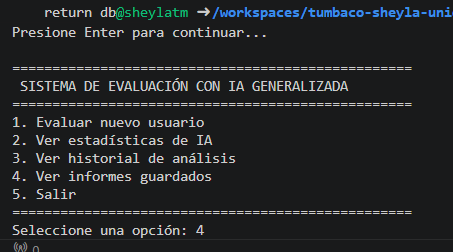 return db@sheylatm ➜/workspaces/tumbaco-sheyla-uni
Presione Enter para continuar...
==================================================
SISTEMA DE EVALUACIÓN CON IA GENERALIZADA
==================================================
1. Evaluar nuevo usuario
2. Ver estadísticas de IA
3. Ver historial de análisis
4. Ver informes guardados
5. Salir
==================================================
Seleccione una opción: 4
0